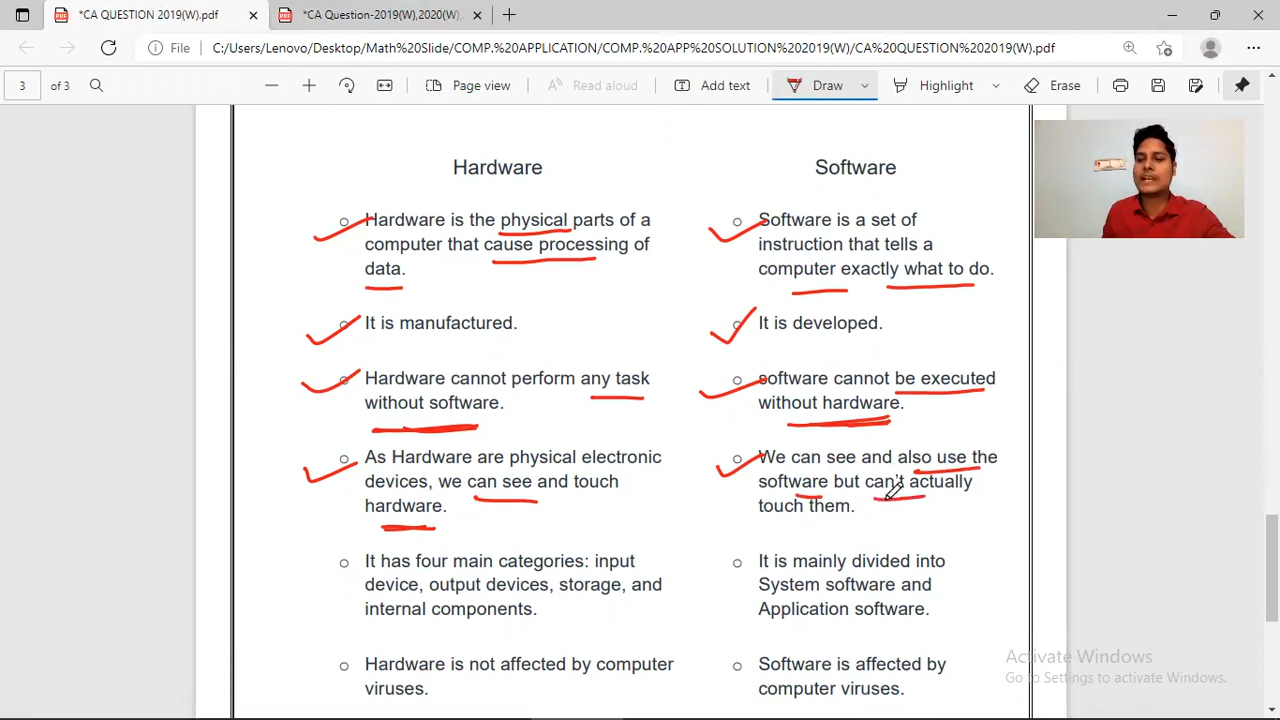 *CA QUESTION 2019(W).pdf
*CA Question-2019(W),2020(W).
File
C:/Users/Lenovo/Desktop/Math%20Slide/COMP.%20APPLICATION/COMP.%20APP%20SOLUTION%202019(W)/CA%20QUESTION%202019(W).pdf
3 of 3
Page view
Read aloud
Add text
Draw
Highlight
Erase
Hardware
Hardware is the physical parts of a
computer that cause processing of
data.
It is manufactured.
Hardware cannot perform any task
without software.
As Hardware are physical electronic
devices, we can see and touch
hardware.
It has four main categories: input
device, output devices, storage, and
internal components.
Hardware is not affected by computer
viruses.
Software
Software is a set of
instruction that tells a
computer exactly what to do.
It is developed.
software cannot be executed
without hardware.
We can see and also use the
software but can't actually
touch them.
It is mainly divided into
System software and
Application software.
Software is affected by
computer viruses.
Activate Windows
Go to Settings to activate Windows.